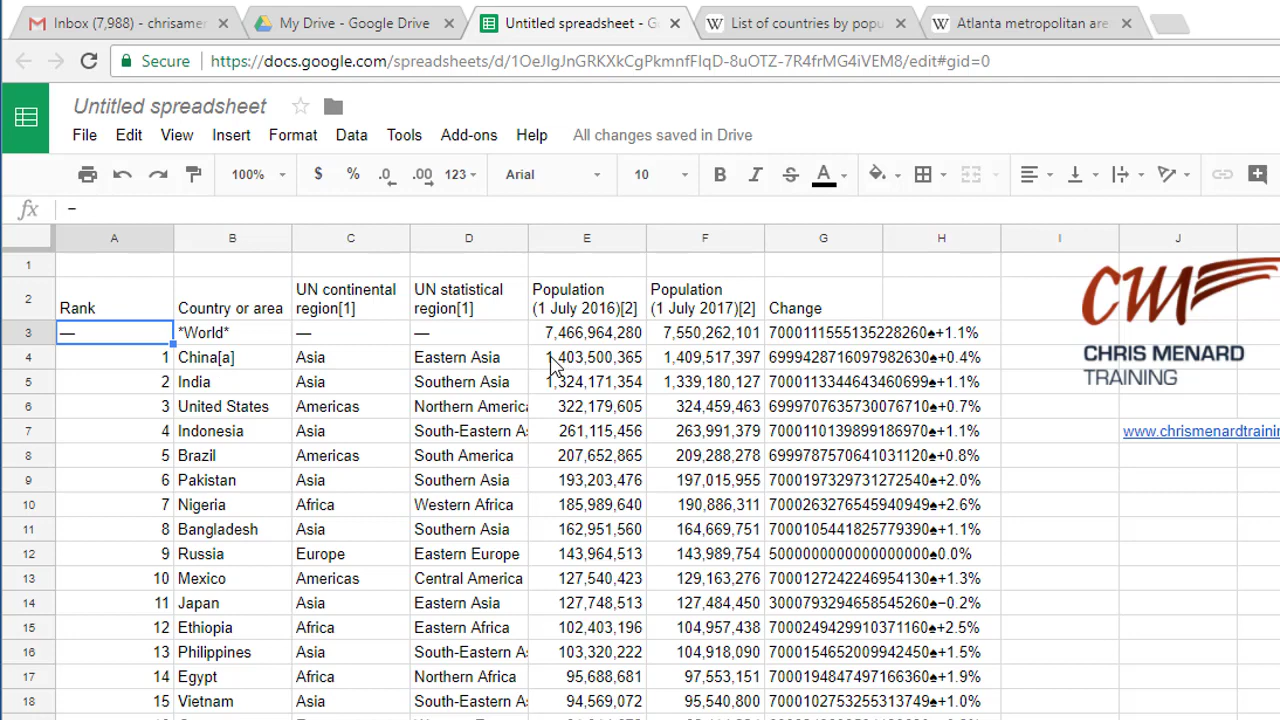 Inbox (7,988) - chrisamer
My Drive - Google Drive
Untitled spreadsheet - G
List of countries by popu
Atlanta metropolitan are
Secure
https://docs.google.com/spreadsheets/d/1OeJIgJnGRKXkCgPkmnfFIqD-8uOTZ-7R4frMG4iVEM8/edit#gid=0
Untitled spreadsheet
File Edit View Insert Format Data Tools Add-ons Help All changes saved in Drive
100% $ % .0 .00 123 Arial 10 B I S A
fx –
A B C D E F G H I J
1
2 Rank Country or area UN continental region[1] UN statistical region[1] Population (1 July 2016)[2] Population (1 July 2017)[2] Change
3 — *World* — — 7,466,964,280 7,550,262,101 7000111555135228260♠+1.1%
4 1 China[a] Asia Eastern Asia 1,403,500,365 1,409,517,397 6999428716097982630♠+0.4%
5 2 India Asia Southern Asia 1,324,171,354 1,339,180,127 7000113344643460699♠+1.1%
6 3 United States Americas Northern America 322,179,605 324,459,463 6999707635730076710♠+0.7%
7 4 Indonesia Asia South-Eastern As 261,115,456 263,991,379 7000110139899186970♠+1.1%
8 5 Brazil Americas South America 207,652,865 209,288,278 6999787570641031120♠+0.8%
9 6 Pakistan Asia Southern Asia 193,203,476 197,015,955 7000197329731272540♠+2.0%
10 7 Nigeria Africa Western Africa 185,989,640 190,886,311 7000263276545940949♠+2.6%
11 8 Bangladesh Asia Southern Asia 162,951,560 164,669,751 7000105441825779390♠+1.1%
12 9 Russia Europe Eastern Europe 143,964,513 143,989,754 5000000000000000000♠0.0%
13 10 Mexico Americas Central America 127,540,423 129,163,276 7000127242246954130♠+1.3%
14 11 Japan Asia Eastern Asia 127,748,513 127,484,450 3000793294658545260♠−0.2%
15 12 Ethiopia Africa Eastern Africa 102,403,196 104,957,438 7000249429910371160♠+2.5%
16 13 Philippines Asia South-Eastern As 103,320,222 104,918,090 7000154652009942450♠+1.5%
17 14 Egypt Africa Northern Africa 95,688,681 97,553,151 7000194847497166360♠+1.9%
18 15 Vietnam Asia South-Eastern As 94,569,072 95,540,800 7000102753255313749♠+1.0%
CM
CHRIS MENARD
TRAINING
www.chrismenardtrainin